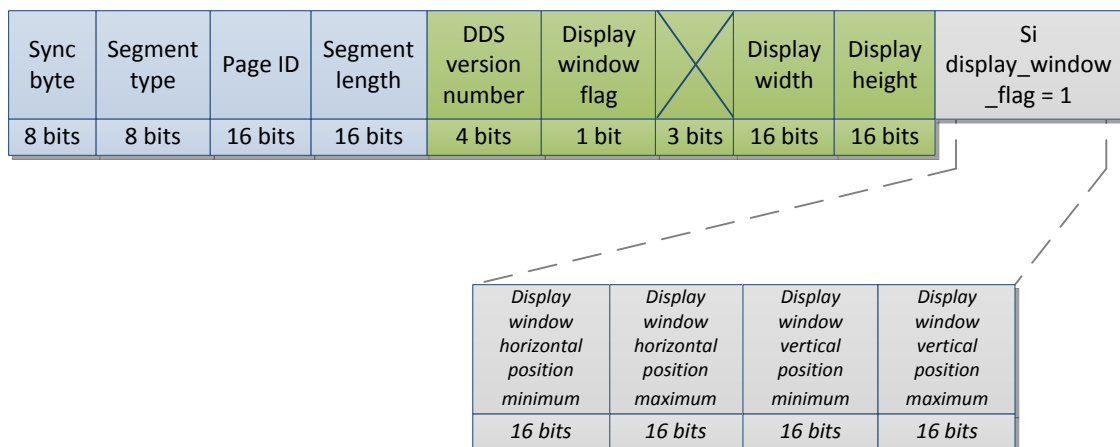 Sync
byte
Segment
type
Page ID
Segment
length
DDS
version
number
Display
window
flag
Display
width
Display
height
Si
display_window
_flag = 1
8 bits
8 bits
16 bits
16 bits
4 bits
1 bit
3 bits
16 bits
16 bits
Display
window
horizontal
position
minimum
Display
window
horizontal
position
maximum
Display
window
vertical
position
minimum
Display
window
vertical
position
maximum
16 bits
16 bits
16 bits
16 bits